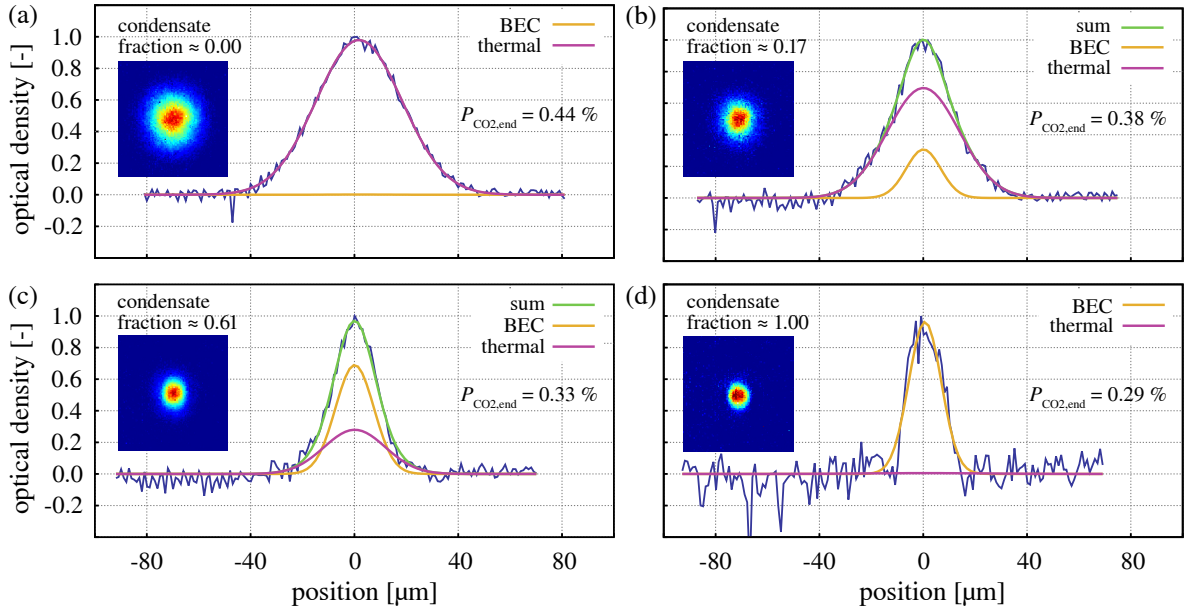 (a)
condensate
fraction ≈ 0.00
BEC
thermal
P_CO2,end = 0.44 %
1.0
0.8
0.6
0.4
0.2
0.0
-0.2
optical density [-]
(b)
condensate
fraction ≈ 0.17
sum
BEC
thermal
P_CO2,end = 0.38 %
(c)
condensate
fraction ≈ 0.61
sum
BEC
thermal
P_CO2,end = 0.33 %
1.0
0.8
0.6
0.4
0.2
0.0
-0.2
optical density [-]
-80 -40 0 40 80
position [µm]
(d)
condensate
fraction ≈ 1.00
BEC
thermal
P_CO2,end = 0.29 %
-80 -40 0 40 80
position [µm]